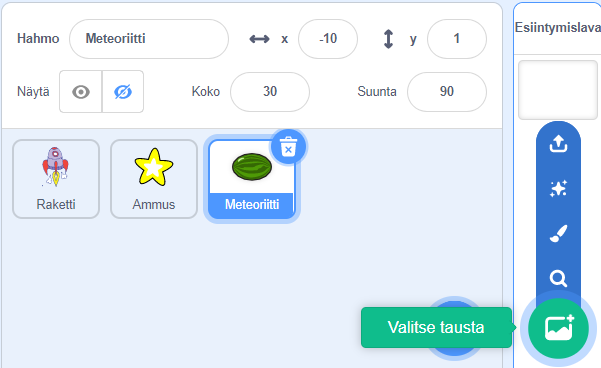 Hahmo Meteoriitti x -10 y 1
Näytä Koko 30 Suunta 90
Raketti Ammus Meteoriitti
Esiintymislava
Valitse tausta